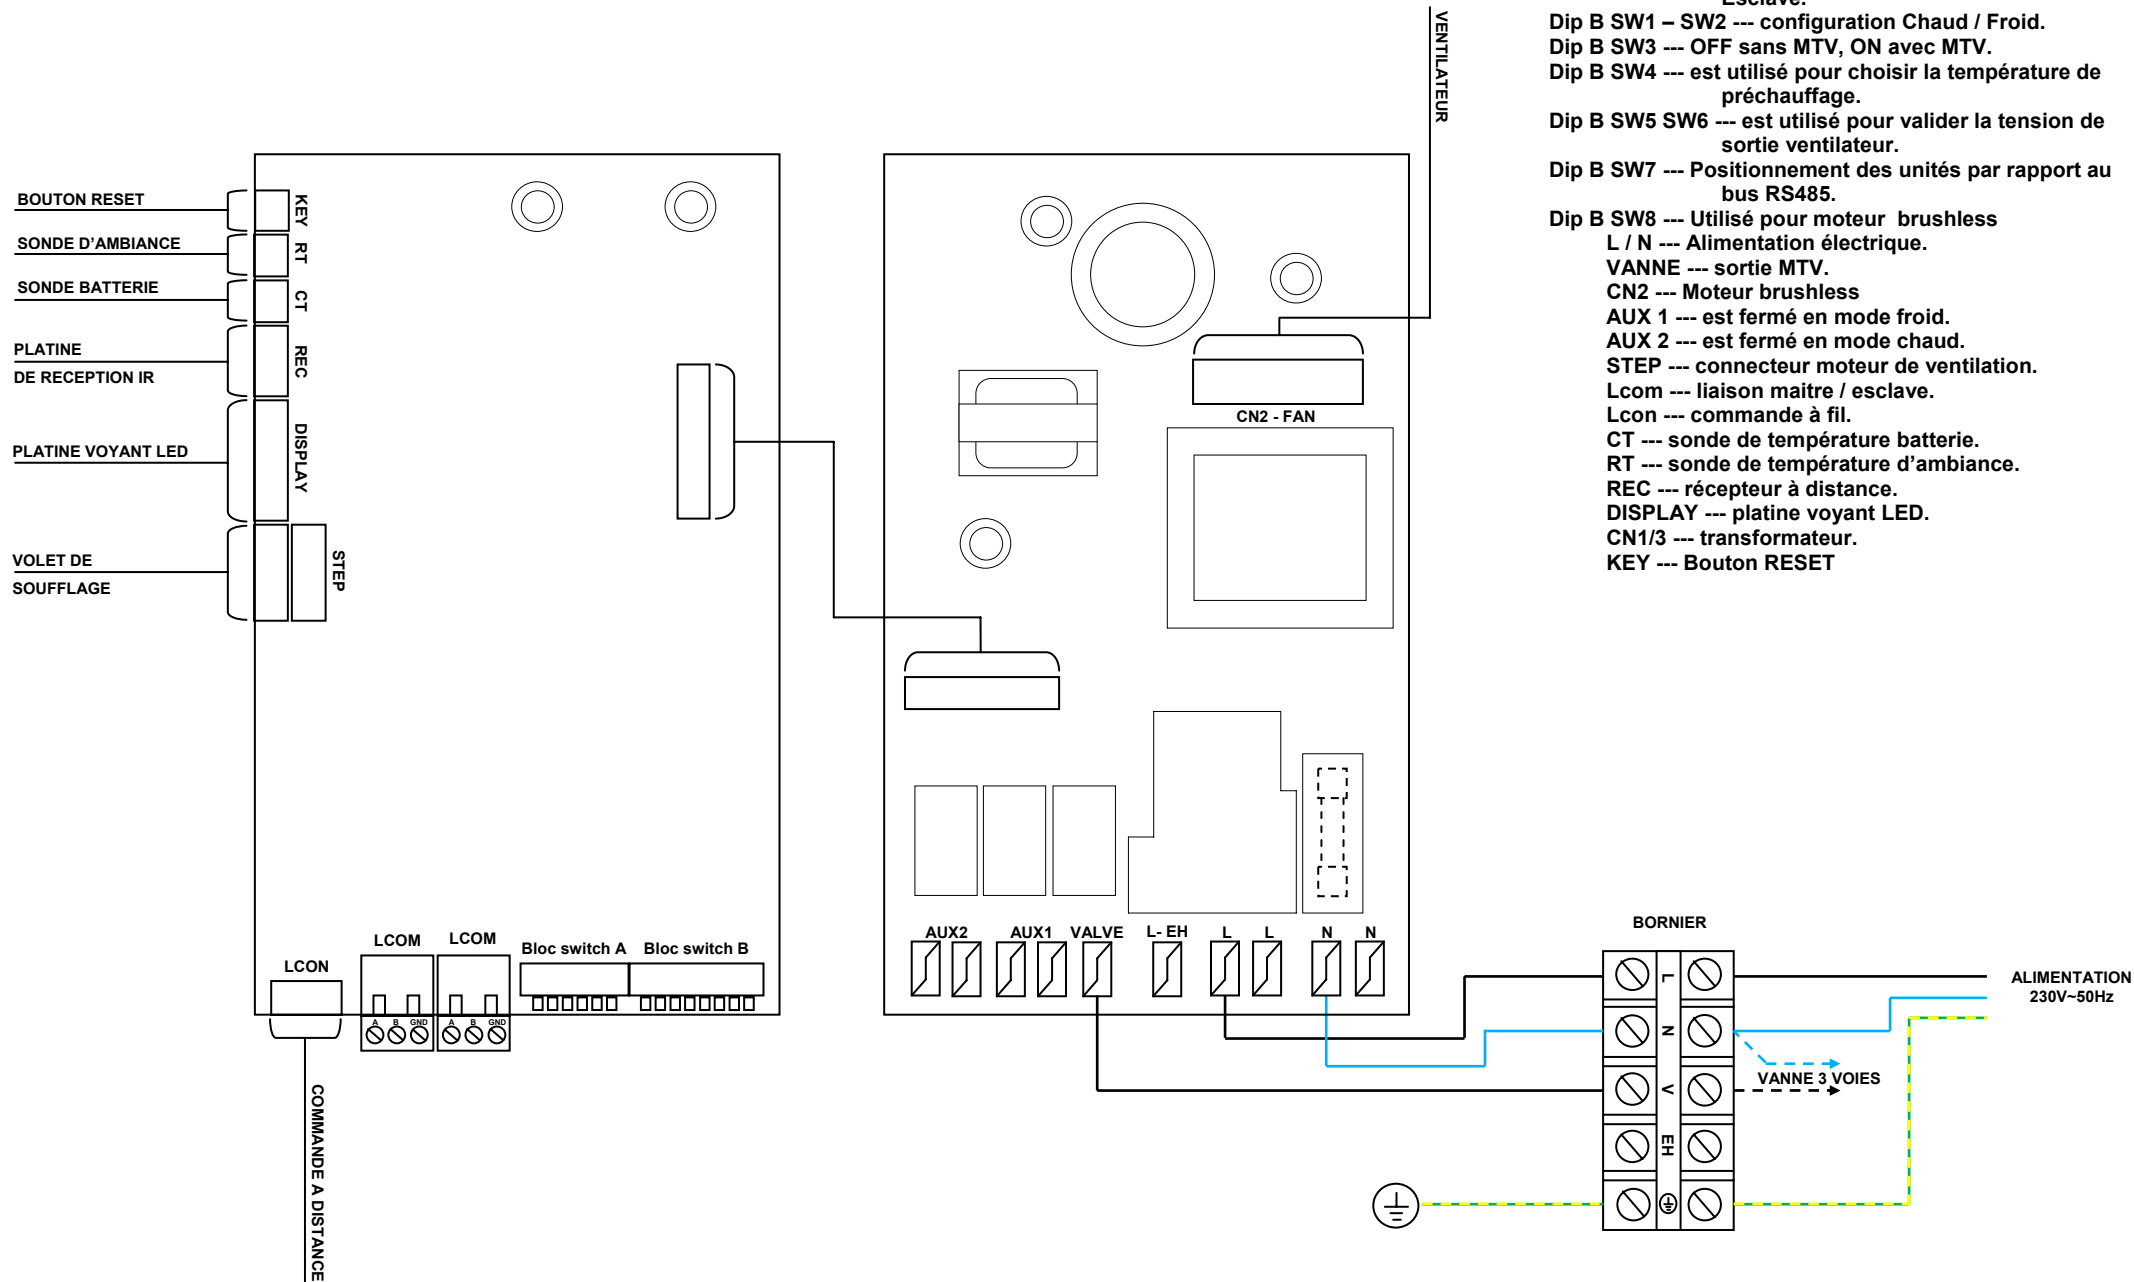 Esclave.
Dip B SW1 – SW2 --- configuration Chaud / Froid.
Dip B SW3 --- OFF sans MTV, ON avec MTV.
Dip B SW4 --- est utilisé pour choisir la température de
préchauffage.
Dip B SW5 SW6 --- est utilisé pour valider la tension de
sortie ventilateur.
Dip B SW7 --- Positionnement des unités par rapport au
bus RS485.
Dip B SW8 --- Utilisé pour moteur  brushless
L / N --- Alimentation électrique.
VANNE --- sortie MTV.
CN2 --- Moteur brushless
AUX 1 --- est fermé en mode froid.
AUX 2 --- est fermé en mode chaud.
STEP --- connecteur moteur de ventilation.
Lcom --- liaison maitre / esclave.
Lcon --- commande à fil.
CT --- sonde de température batterie.
RT --- sonde de température d’ambiance.
REC --- récepteur à distance.
DISPLAY --- platine voyant LED.
CN1/3 --- transformateur.
KEY --- Bouton RESET
VENTILATEUR
BOUTON RESET
KEY
SONDE D’AMBIANCE
RT
SONDE BATTERIE
CT
PLATINE
DE RECEPTION IR
REC
PLATINE VOYANT LED
DISPLAY
VOLET DE
SOUFFLAGE
STEP
CN2 - FAN
LCON
LCOM
LCOM
Bloc switch A
Bloc switch B
A B GND
A B GND
COMMANDE A DISTANCE
AUX2
AUX1
VALVE
L- EH
L
L
N
N
BORNIER
L
N
V
EH
ALIMENTATION
230V~50Hz
VANNE 3 VOIES